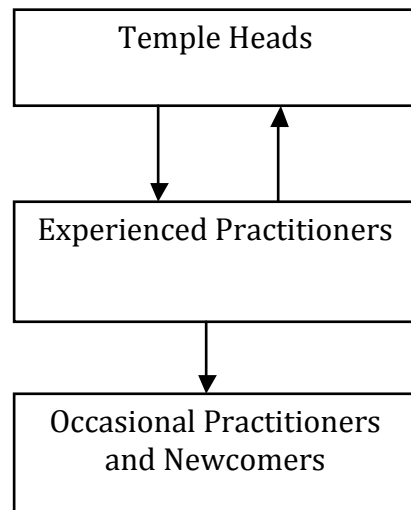 Temple Heads
Experienced Practitioners
Occasional Practitioners
and Newcomers